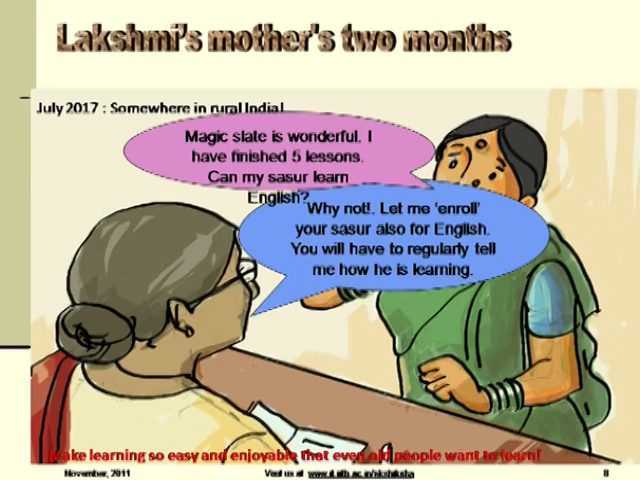 Lakshmi's mother's two months
July 2017 : Somewhere in rural India!
Magic slate is wonderful. I
have finished 5 lessons.
Can my sasur learn
English?
Why not!. Let me ‘enroll’
your sasur also for English.
You will have to regularly tell
me how he is learning.
Make learning so easy and enjoyable that even old people want to learn!
November, 2011
Visit us at
8